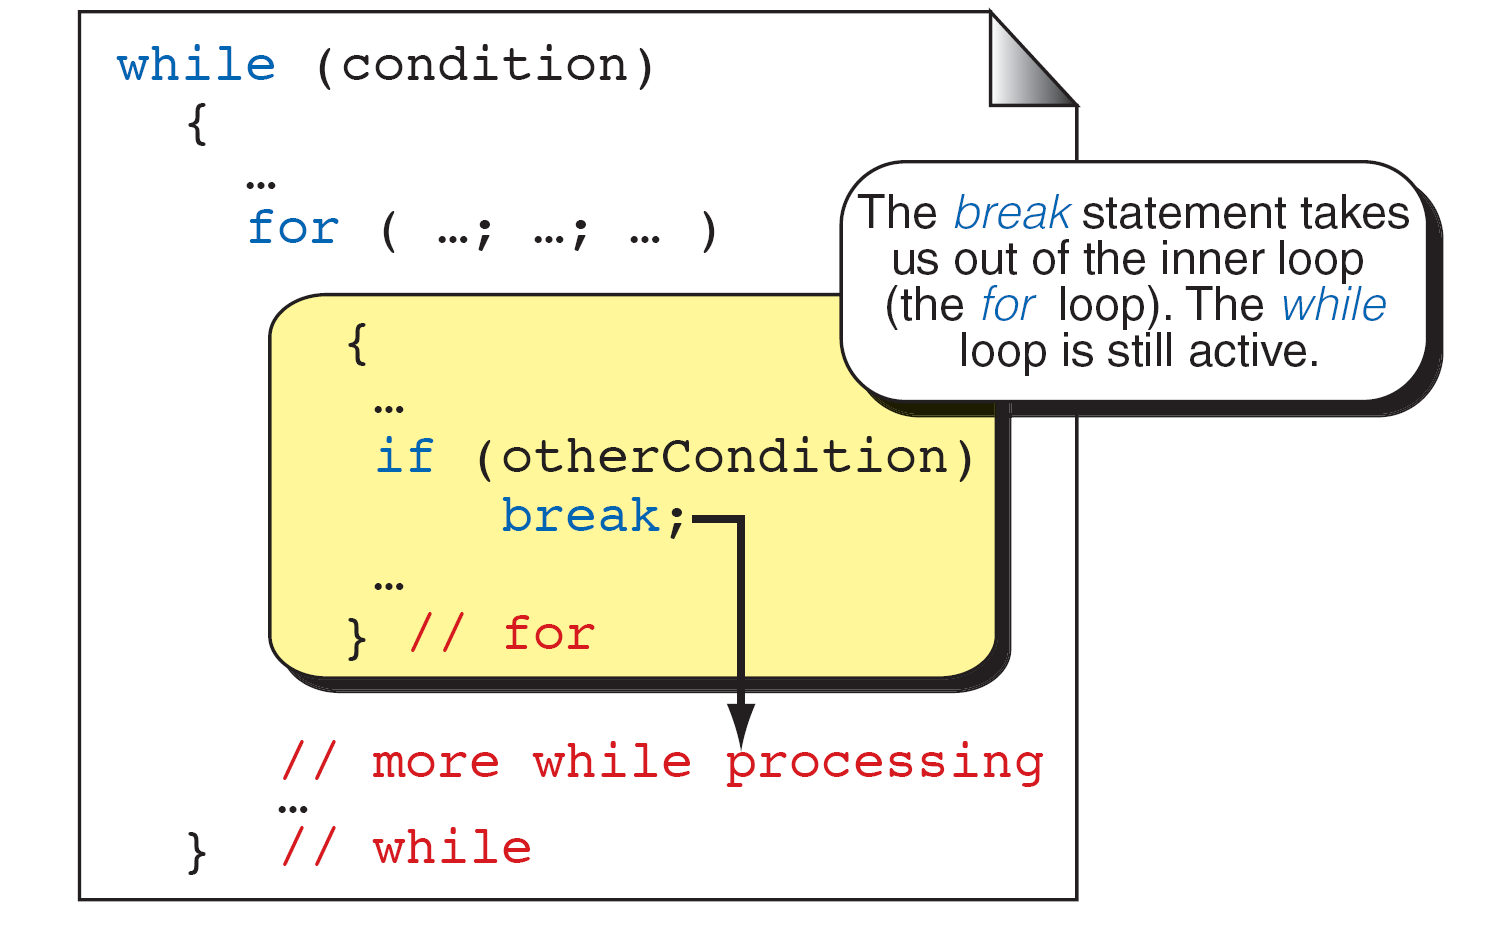 while (condition)
{
…
for ( …; …; … )
{
…
if (otherCondition)
break;
…
} // for
// more while processing
…
} // while
The break statement takes
us out of the inner loop
(the for loop). The while
loop is still active.